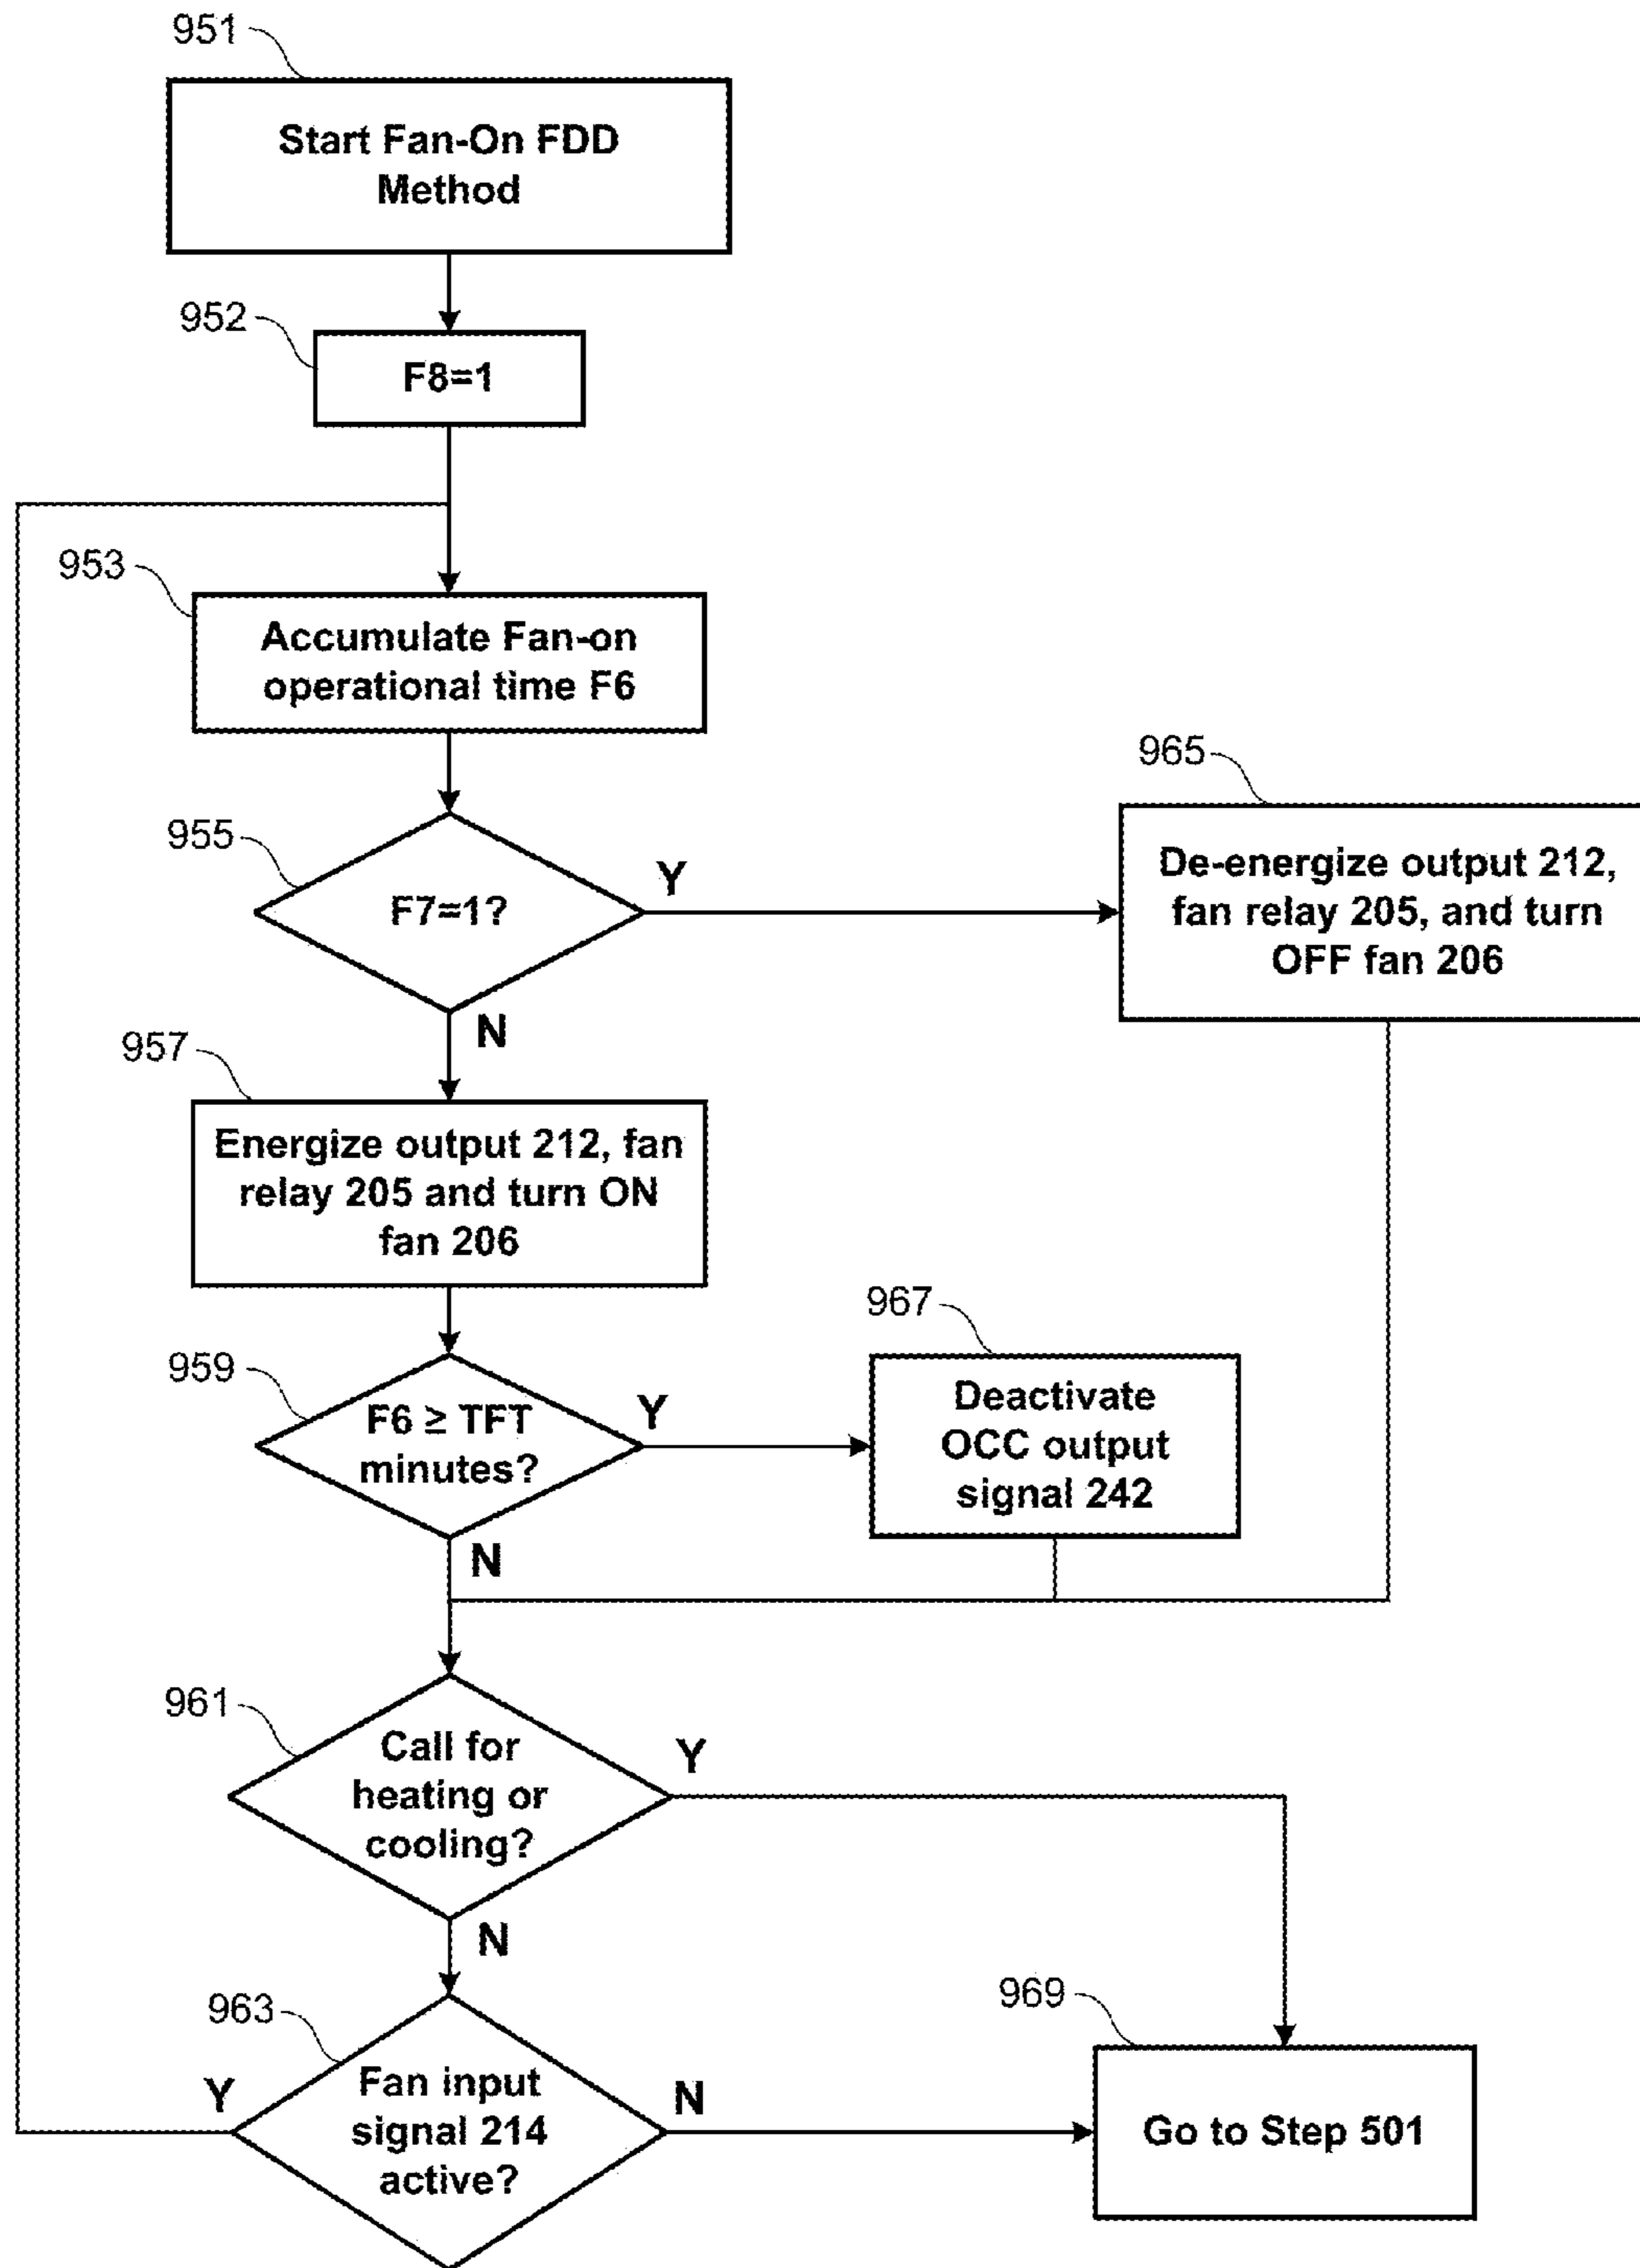 951
Start Fan-On FDD
Method
952
F8=1
953
Accumulate Fan-on
operational time F6
955
F7=1?
Y
N
965
De-energize output 212,
fan relay 205, and turn
OFF fan 206
957
Energize output 212, fan
relay 205 and turn ON
fan 206
959
F6 ≥ TFT
minutes?
Y
N
967
Deactivate
OCC output
signal 242
961
Call for
heating or
cooling?
Y
N
963
Fan input
signal 214
active?
Y
N
969
Go to Step 501